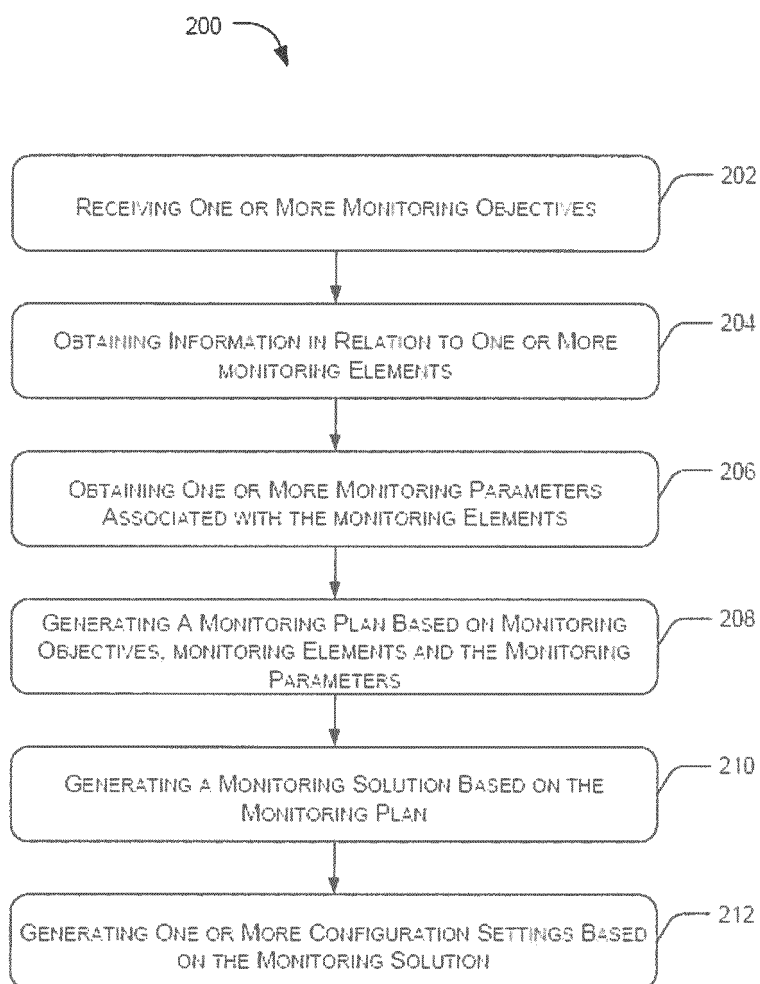 200
RECEIVING ONE OR MORE MONITORING OBJECTIVES
202
OBTAINING INFORMATION IN RELATION TO ONE OR MORE
MONITORING ELEMENTS
204
OBTAINING ONE OR MORE MONITORING PARAMETERS
ASSOCIATED WITH THE MONITORING ELEMENTS
206
GENERATING A MONITORING PLAN BASED ON MONITORING
OBJECTIVES, MONITORING ELEMENTS AND THE MONITORING
PARAMETERS
208
GENERATING A MONITORING SOLUTION BASED ON THE
MONITORING PLAN
210
GENERATING ONE OR MORE CONFIGURATION SETTINGS BASED
ON THE MONITORING SOLUTION
212